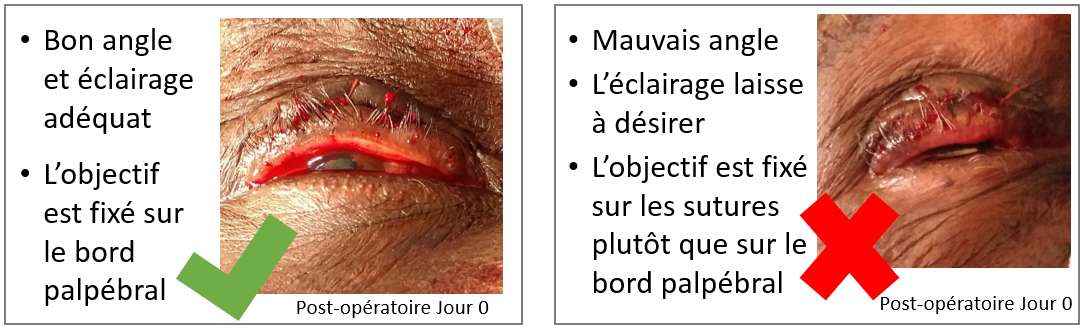 • Bon angle
et éclairage
adéquat
• L’objectif
est fixé sur
le bord
palpébral
Post-opératoire Jour 0
• Mauvais angle
• L’éclairage laisse
à désirer
• L’objectif est fixé
sur les sutures
plutôt que sur le
bord palpébral
Post-opératoire Jour 0